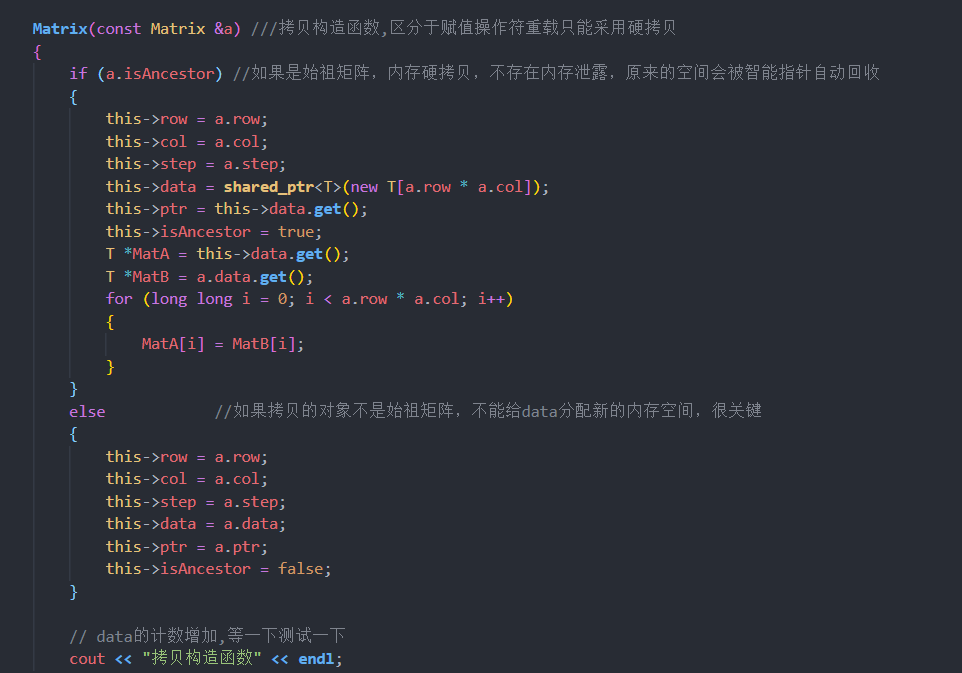 Matrix(const Matrix &a) ///拷贝构造函数,区分于赋值操作符重载只能采用硬拷贝
{
if (a.isAncestor) //如果是始祖矩阵，内存硬拷贝，不存在内存泄露，原来的空间会被智能指针自动回收
{
this->row = a.row;
this->col = a.col;
this->step = a.step;
this->data = shared_ptr<T>(new T[a.row * a.col]);
this->ptr = this->data.get();
this->isAncestor = true;
T *MatA = this->data.get();
T *MatB = a.data.get();
for (long long i = 0; i < a.row * a.col; i++)
{
MatA[i] = MatB[i];
}
}
else //如果拷贝的对象不是始祖矩阵，不能给data分配新的内存空间，很关键
{
this->row = a.row;
this->col = a.col;
this->step = a.step;
this->data = a.data;
this->ptr = a.ptr;
this->isAncestor = false;
}
// data的计数增加,等一下测试一下
cout << "拷贝构造函数" << endl;